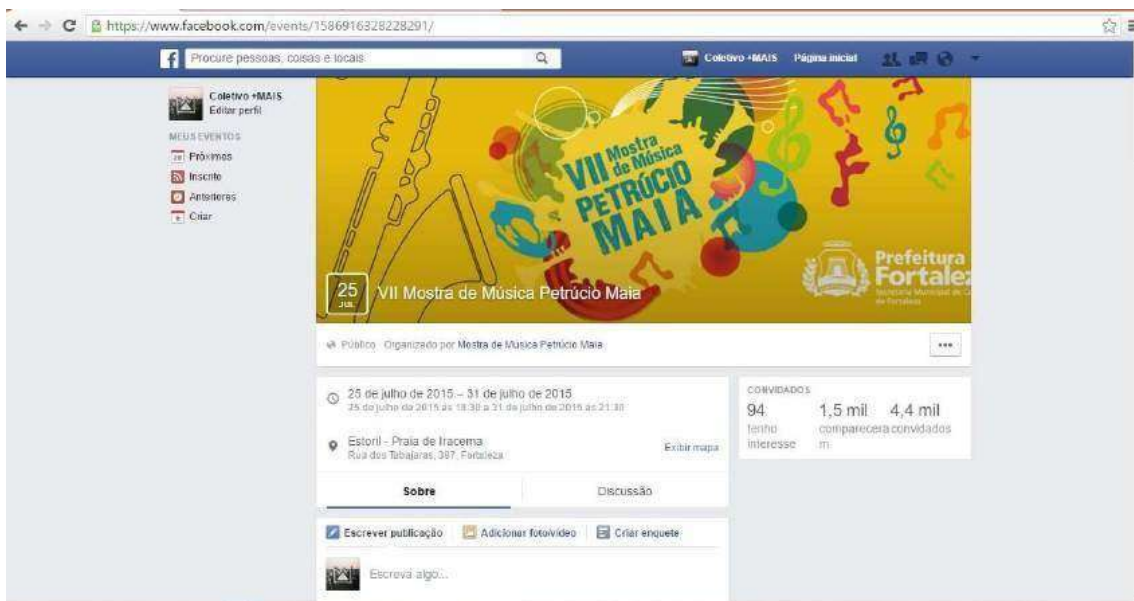 https://www.facebook.com/events/1586916328228291/
Procure pessoas, coisas e locais
Coletivo +MAIS
Página inicial
Coletivo +MAIS
Editar perfil
MEUS EVENTOS
Próximos
Inscrito
Anteriores
Criar
VII Mostra
de Música
PETRÚCIO
MAIA
Prefeitura
Fortalez
de Fortaleza
25
JUL
VII Mostra de Música Petrúcio Maia
Público · Organizado por Mostra de Música Petrúcio Maia
25 de julho de 2015 – 31 de julho de 2015
25 de julho de 2015 às 18:30 a 31 de julho de 2015 às 21:30
Estoril - Praia de Iracema
Rua dos Tabajaras, 397, Fortaleza
Exibir mapa
CONVIDADOS
94 1,5 mil 4,4 mil
tenho comparecera convidados
interesse m
Sobre
Discussão
Escrever publicação
Adicionar foto/vídeo
Criar enquete
Escreva algo...